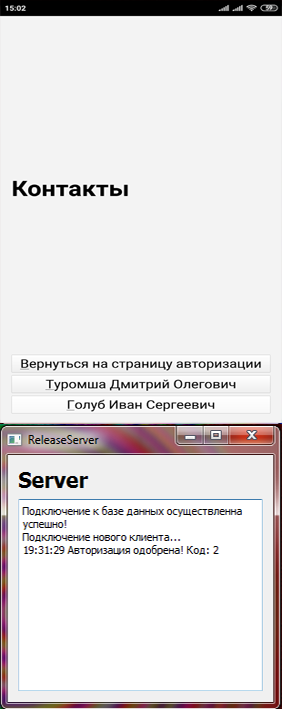 15:02
59
Контакты
Вернуться на страницу авторизации
Туромша Дмитрий Олегович
Голуб Иван Сергеевич
ReleaseServer
Server
Подключение к базе данных осуществленна
успешно!
Подключение нового клиента...
19:31:29 Авторизация одобрена! Код: 2